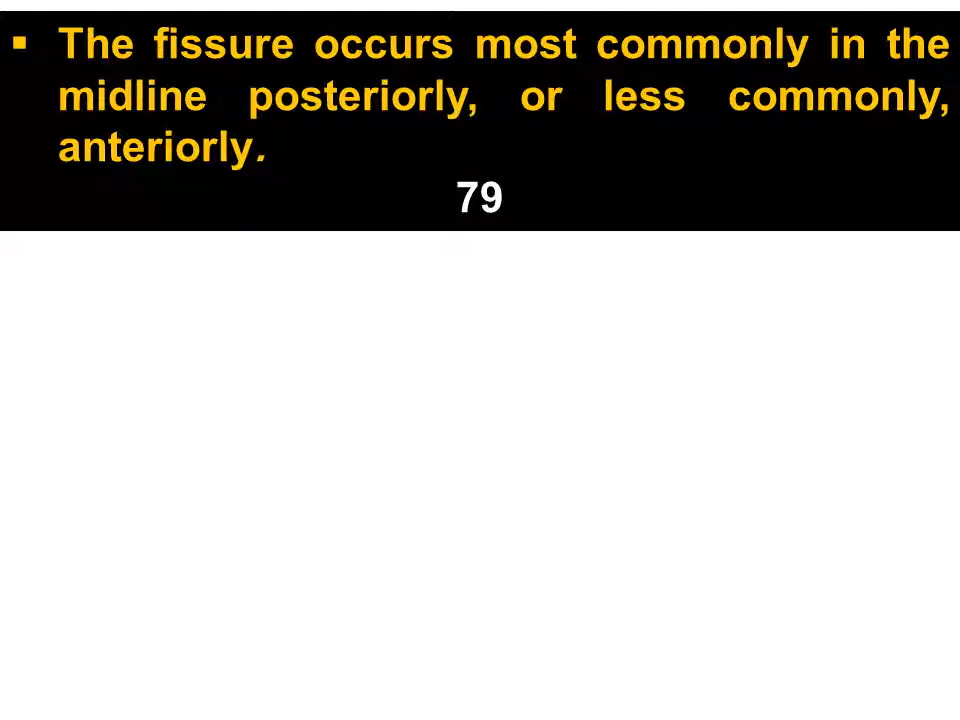 ▪ The fissure occurs most commonly in the
midline posteriorly, or less commonly,
anteriorly.
79